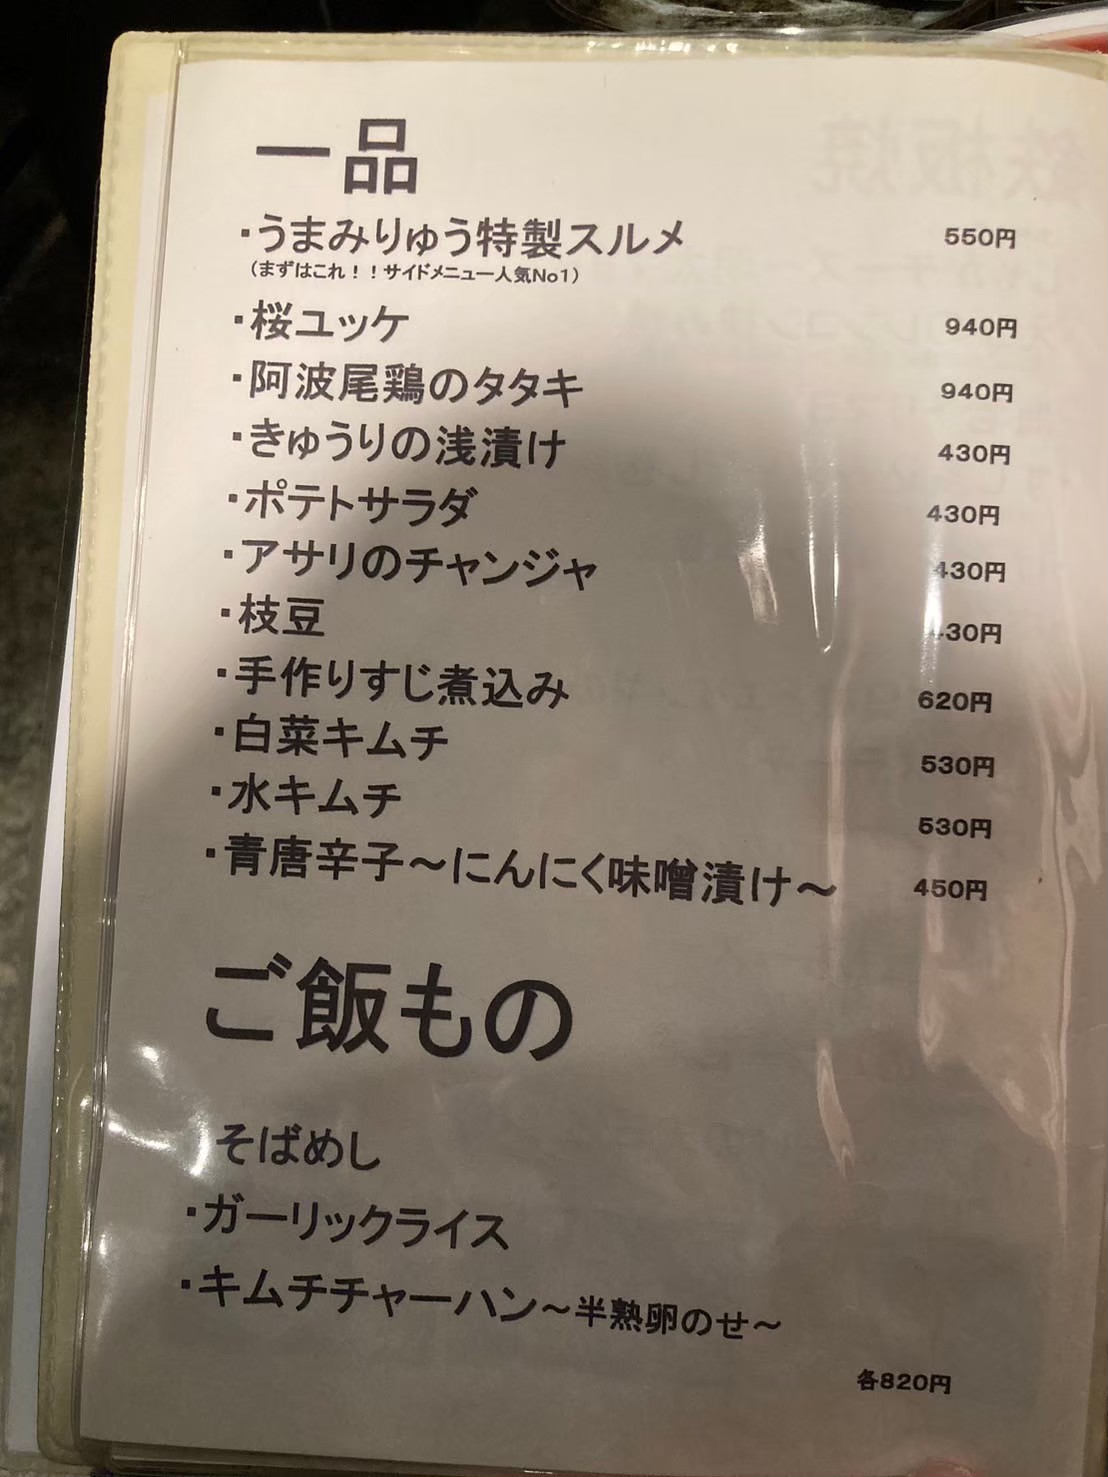 一品
・うまみりゅう特製スルメ 550円
(まずはこれ！！サイドメニュー人気No1)
・桜ユッケ 940円
・阿波尾鶏のタタキ 940円
・きゅうりの浅漬け 430円
・ポテトサラダ 430円
・アサリのチャンジャ 430円
・枝豆 430円
・手作りすじ煮込み 620円
・白菜キムチ 530円
・水キムチ 530円
・青唐辛子～にんにく味噌漬け～ 450円
ご飯もの
そばめし
・ガーリックライス
・キムチチャーハン～半熟卵のせ～
各820円